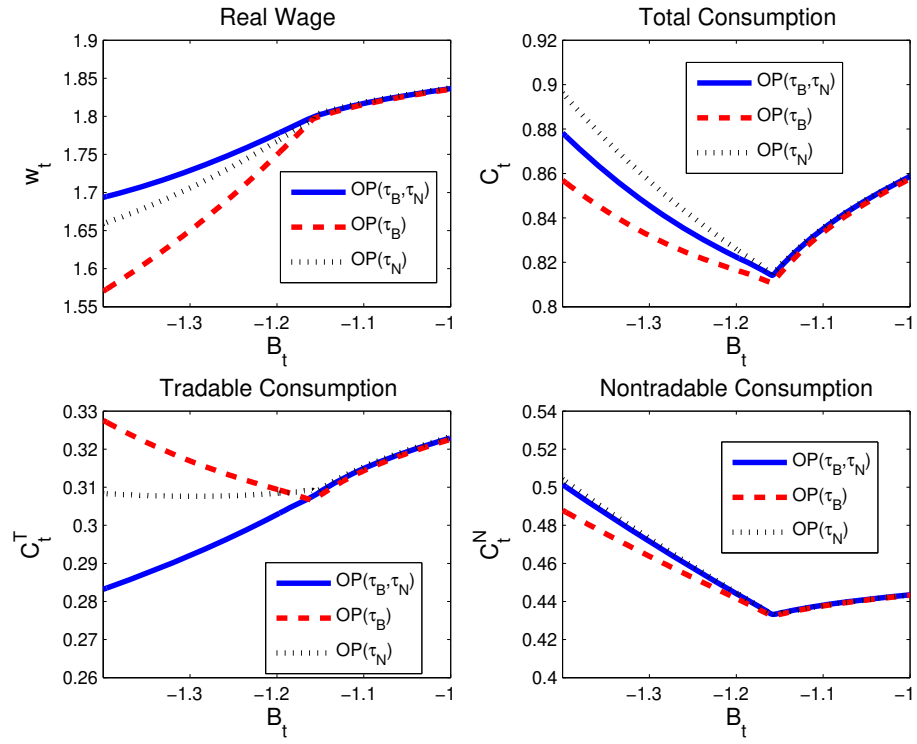 Real Wage
1.9
1.85
1.8
1.75
1.7
1.65
1.6
1.55
w_t
OP(τ_B,τ_N)
OP(τ_B)
OP(τ_N)
−1.3
−1.2
−1.1
−1
B_t
Total Consumption
0.92
0.9
0.88
0.86
0.84
0.82
0.8
C_t
OP(τ_B,τ_N)
OP(τ_B)
OP(τ_N)
−1.3
−1.2
−1.1
−1
B_t
Tradable Consumption
0.33
0.32
0.31
0.3
0.29
0.28
0.27
0.26
C_t^T
OP(τ_B,τ_N)
OP(τ_B)
OP(τ_N)
−1.3
−1.2
−1.1
−1
B_t
Nontradable Consumption
0.54
0.52
0.5
0.48
0.46
0.44
0.42
0.4
C_t^N
OP(τ_B,τ_N)
OP(τ_B)
OP(τ_N)
−1.3
−1.2
−1.1
−1
B_t